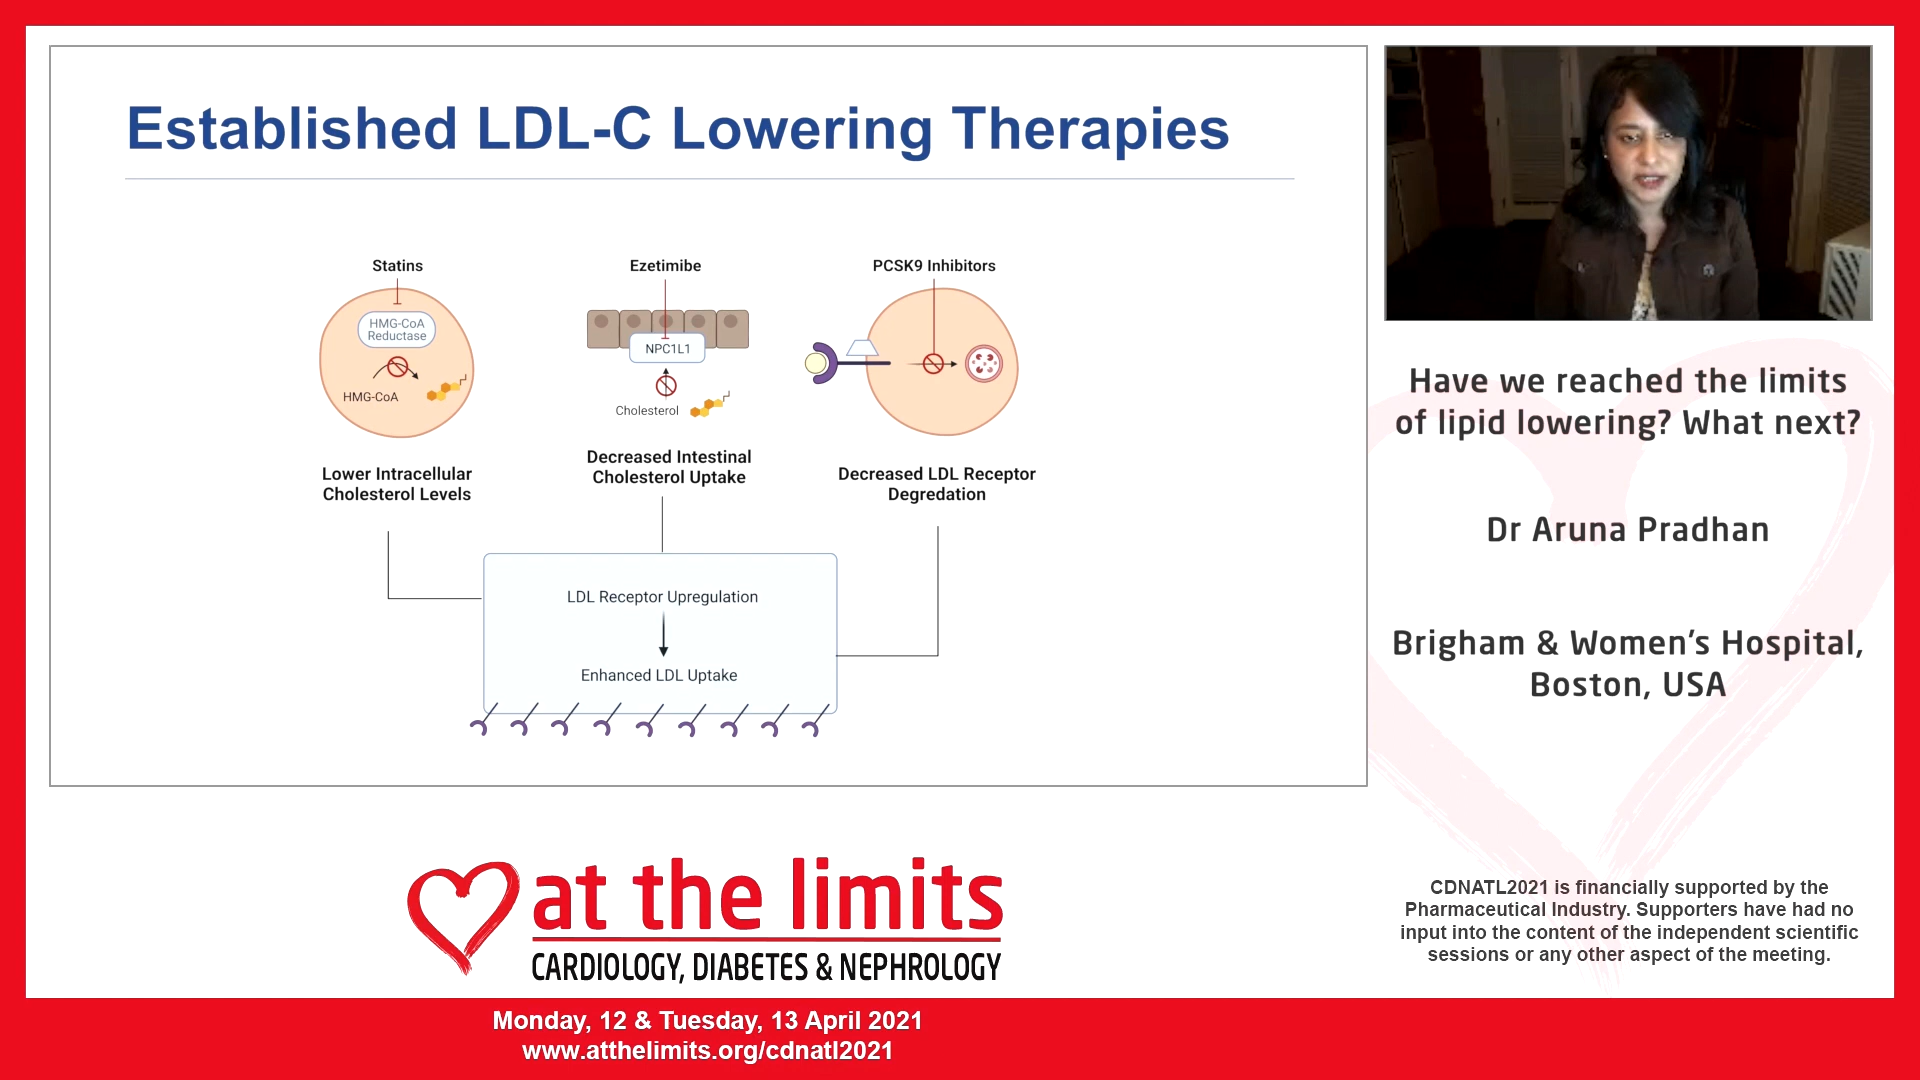 Established LDL-C Lowering Therapies
Statins
HMG-CoA
Reductase
HMG-CoA
Lower Intracellular
Cholesterol Levels
Ezetimibe
NPC1L1
Cholesterol
Decreased Intestinal
Cholesterol Uptake
PCSK9 Inhibitors
Decreased LDL Receptor
Degredation
LDL Receptor Upregulation
Enhanced LDL Uptake
Have we reached the limits
of lipid lowering? What next?
Dr Aruna Pradhan
Brigham & Women's Hospital,
Boston, USA
at the limits
CARDIOLOGY, DIABETES & NEPHROLOGY
CDNATL2021 is financially supported by the
Pharmaceutical Industry. Supporters have had no
input into the content of the independent scientific
sessions or any other aspect of the meeting.
Monday, 12 & Tuesday, 13 April 2021
www.atthelimits.org/cdnatl2021